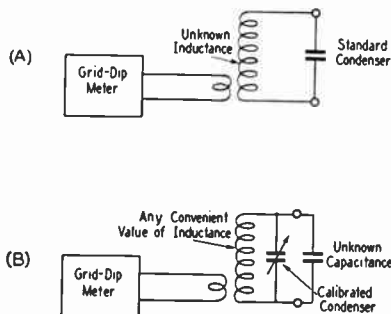 (A)
Grid-Dip
Meter
Unknown
Inductance
Standard
Condenser
(B)
Grid-Dip
Meter
Any Convenient
Value of Inductance
Unknown
Capacitance
Calibrated
Condenser